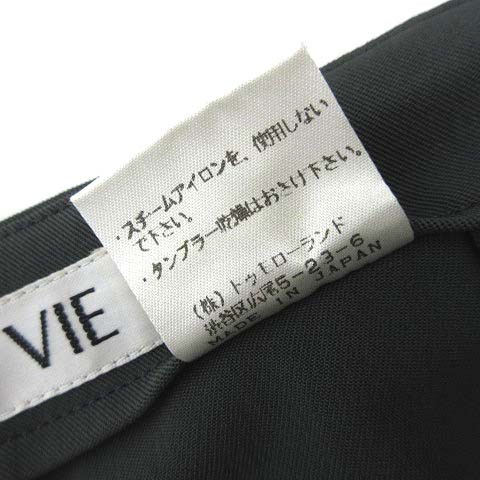 ・スチームアイロンを、使用しない
で下さい。
・タンブラー乾燥はおさけ下さい。
(株)トゥモローランド
渋谷区広尾5-23-6
MADE IN JAPAN
VIE